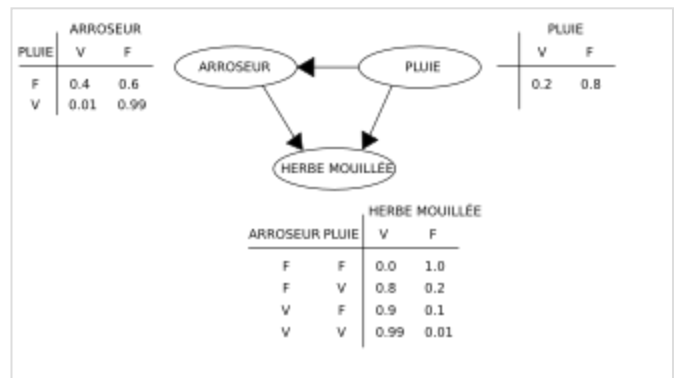 ARROSEUR
PLUIE V F
F 0.4 0.6
V 0.01 0.99
ARROSEUR
PLUIE
PLUIE
V F
0.2 0.8
HERBE MOUILLÉE
HERBE MOUILLÉE
ARROSEUR PLUIE V F
F F 0.0 1.0
F V 0.8 0.2
V F 0.9 0.1
V V 0.99 0.01